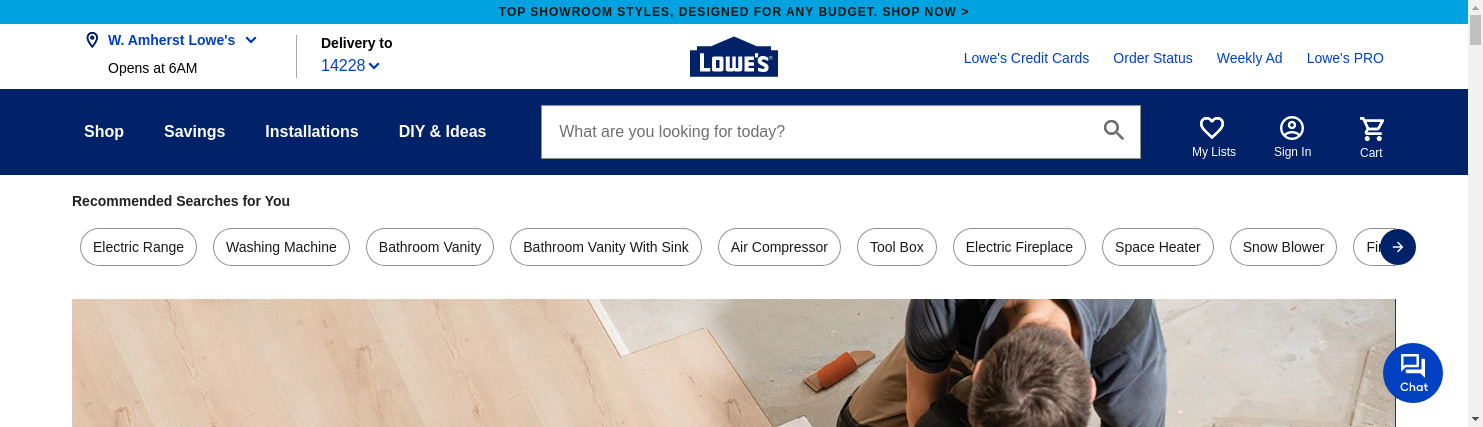 TOP SHOWROOM STYLES, DESIGNED FOR ANY BUDGET. SHOP NOW >
W. Amherst Lowe's
Opens at 6AM
Delivery to
14228
LOWE'S
Lowe's Credit Cards
Order Status
Weekly Ad
Lowe's PRO
Shop
Savings
Installations
DIY & Ideas
What are you looking for today?
My Lists
Sign In
Cart
Recommended Searches for You
Electric Range
Washing Machine
Bathroom Vanity
Bathroom Vanity With Sink
Air Compressor
Tool Box
Electric Fireplace
Space Heater
Snow Blower
Chat